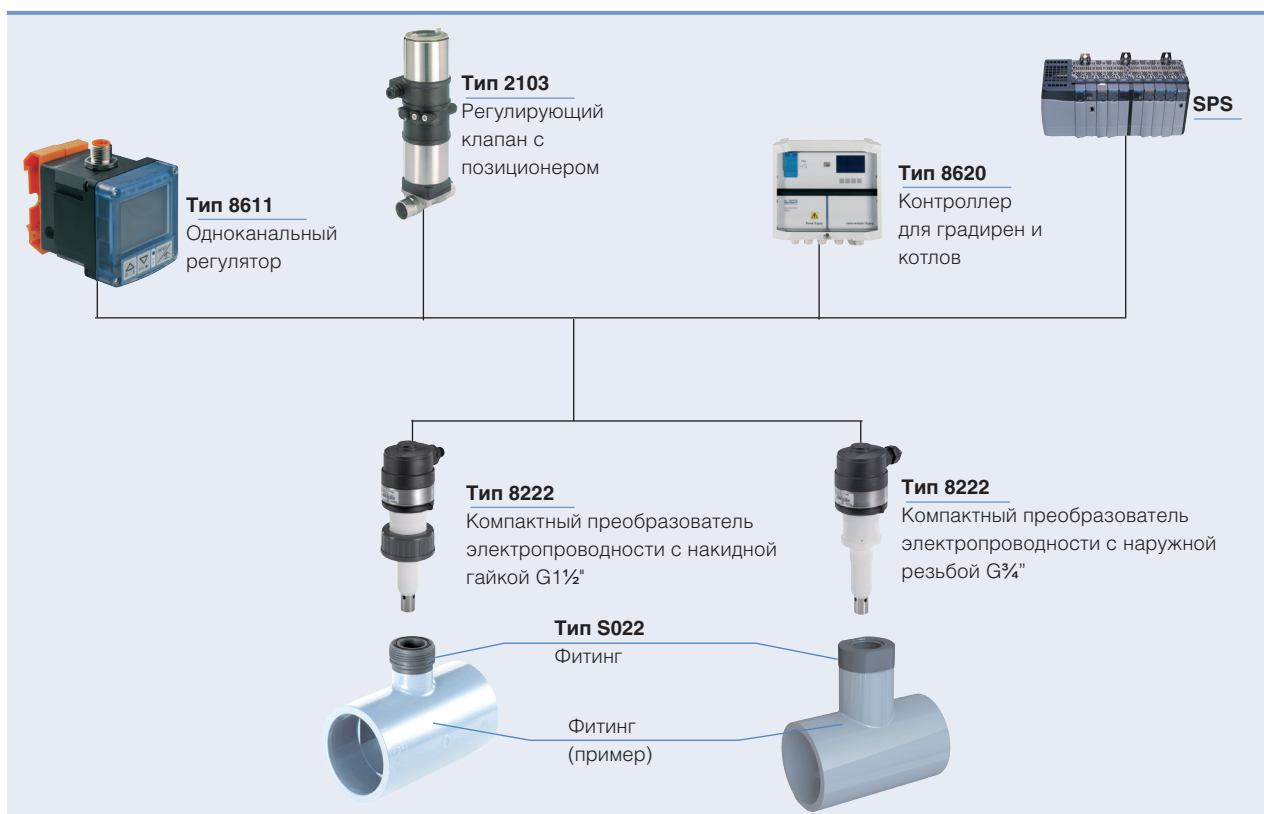 Тип 2103
Регулирующий
клапан с
позиционером
SPS
Тип 8611
Одноканальный
регулятор
Тип 8620
Контроллер
для градирен и
котлов
Тип 8222
Компактный преобразователь
электропроводности с накидной
гайкой G1½"
Тип 8222
Компактный преобразователь
электропроводности с наружной
резьбой G¾”
Тип S022
Фитинг
Фитинг
(пример)